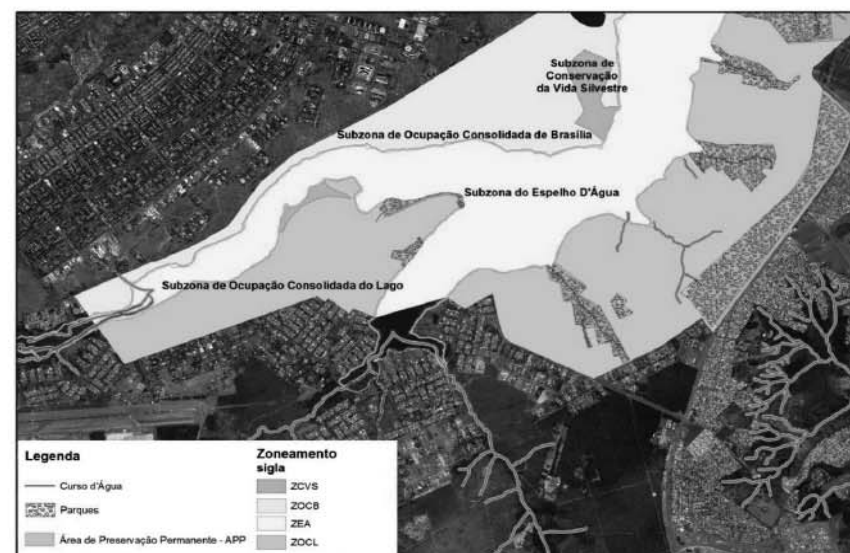 Subzona de
Conservação
da Vida Silvestre
Subzona de Ocupação Consolidada de Brasília
Subzona do Espelho D'Água
Subzona de Ocupação Consolidada do Lago
Legenda
Curso d'Água
Parques
Área de Preservação Permanente - APP
Zoneamento
sigla
ZCVS
ZOCB
ZEA
ZOCL